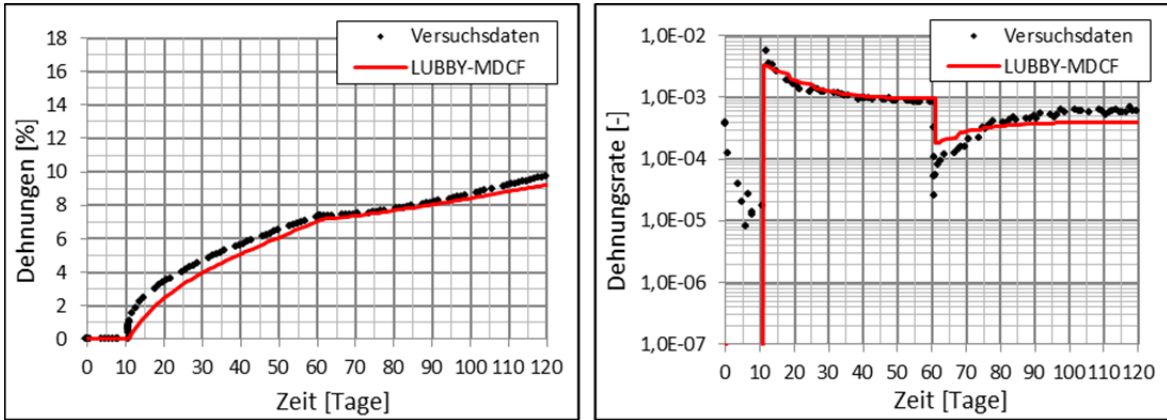 18
16
14
12
10
8
6
4
2
0
Dehnungen [%]
Versuchsdaten
LUBBY-MDCF
0 10 20 30 40 50 60 70 80 90 100 110 120
Zeit [Tage]
1,0E-02
1,0E-03
1,0E-04
1,0E-05
1,0E-06
1,0E-07
Dehnungsrate [-]
Versuchsdaten
LUBBY-MDCF
0 10 20 30 40 50 60 70 80 90 100 110 120
Zeit [Tage]